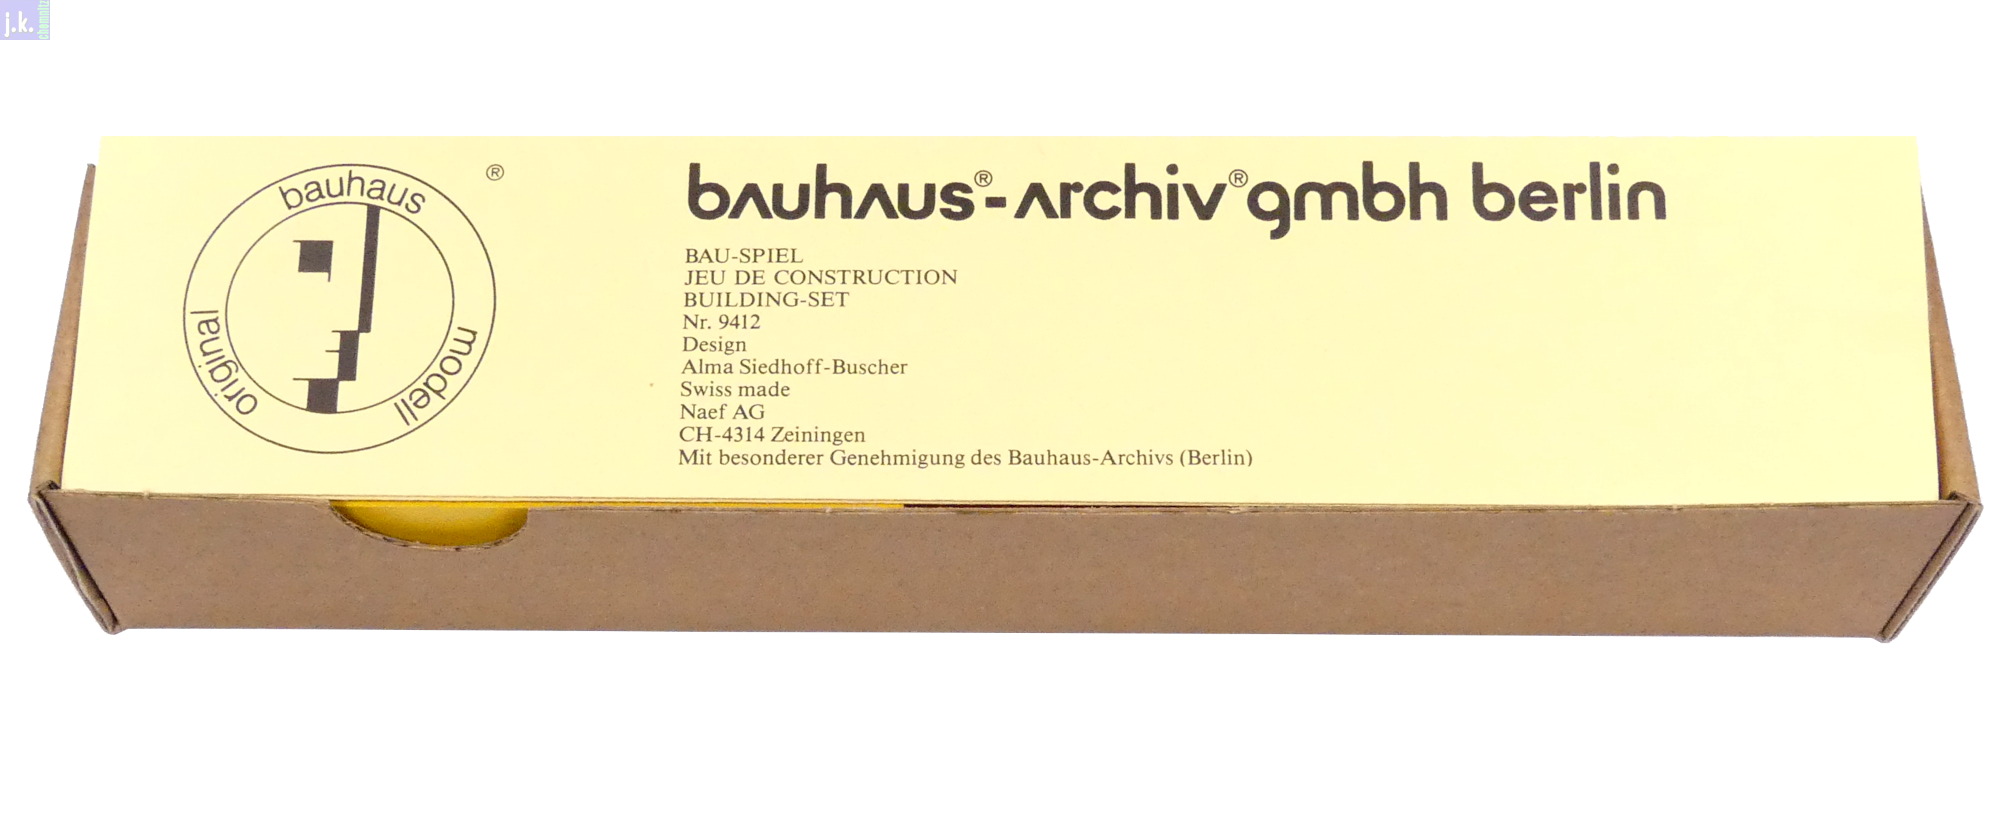 j.k.
chemnitz
bauhaus
modell
original
®
bauhaus®-archiv® gmbh berlin
BAU-SPIEL
JEU DE CONSTRUCTION
BUILDING-SET
Nr. 9412
Design
Alma Siedhoff-Buscher
Swiss made
Naef AG
CH-4314 Zeiningen
Mit besonderer Genehmigung des Bauhaus-Archivs (Berlin)